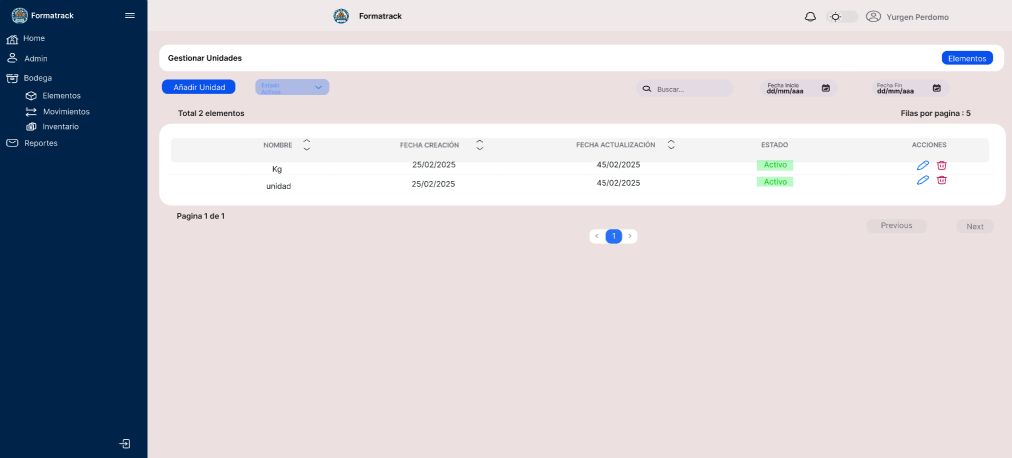 Formatrack
Home
Admin
Bodega
Elementos
Movimientos
Inventario
Reportes
Formatrack
Yurgen Perdomo
Gestionar Unidades
Elementos
Añadir Unidad
Estado
Activos
Buscar...
Fecha Inicio
dd/mm/aaa
Fecha Fin
dd/mm/aaa
Total 2 elementos
Filas por pagina : 5
NOMBRE FECHA CREACIÓN FECHA ACTUALIZACIÓN ESTADO ACCIONES
Kg 25/02/2025 45/02/2025 Activo
unidad 25/02/2025 45/02/2025 Activo
Pagina 1 de 1
< 1 >
Previous
Next